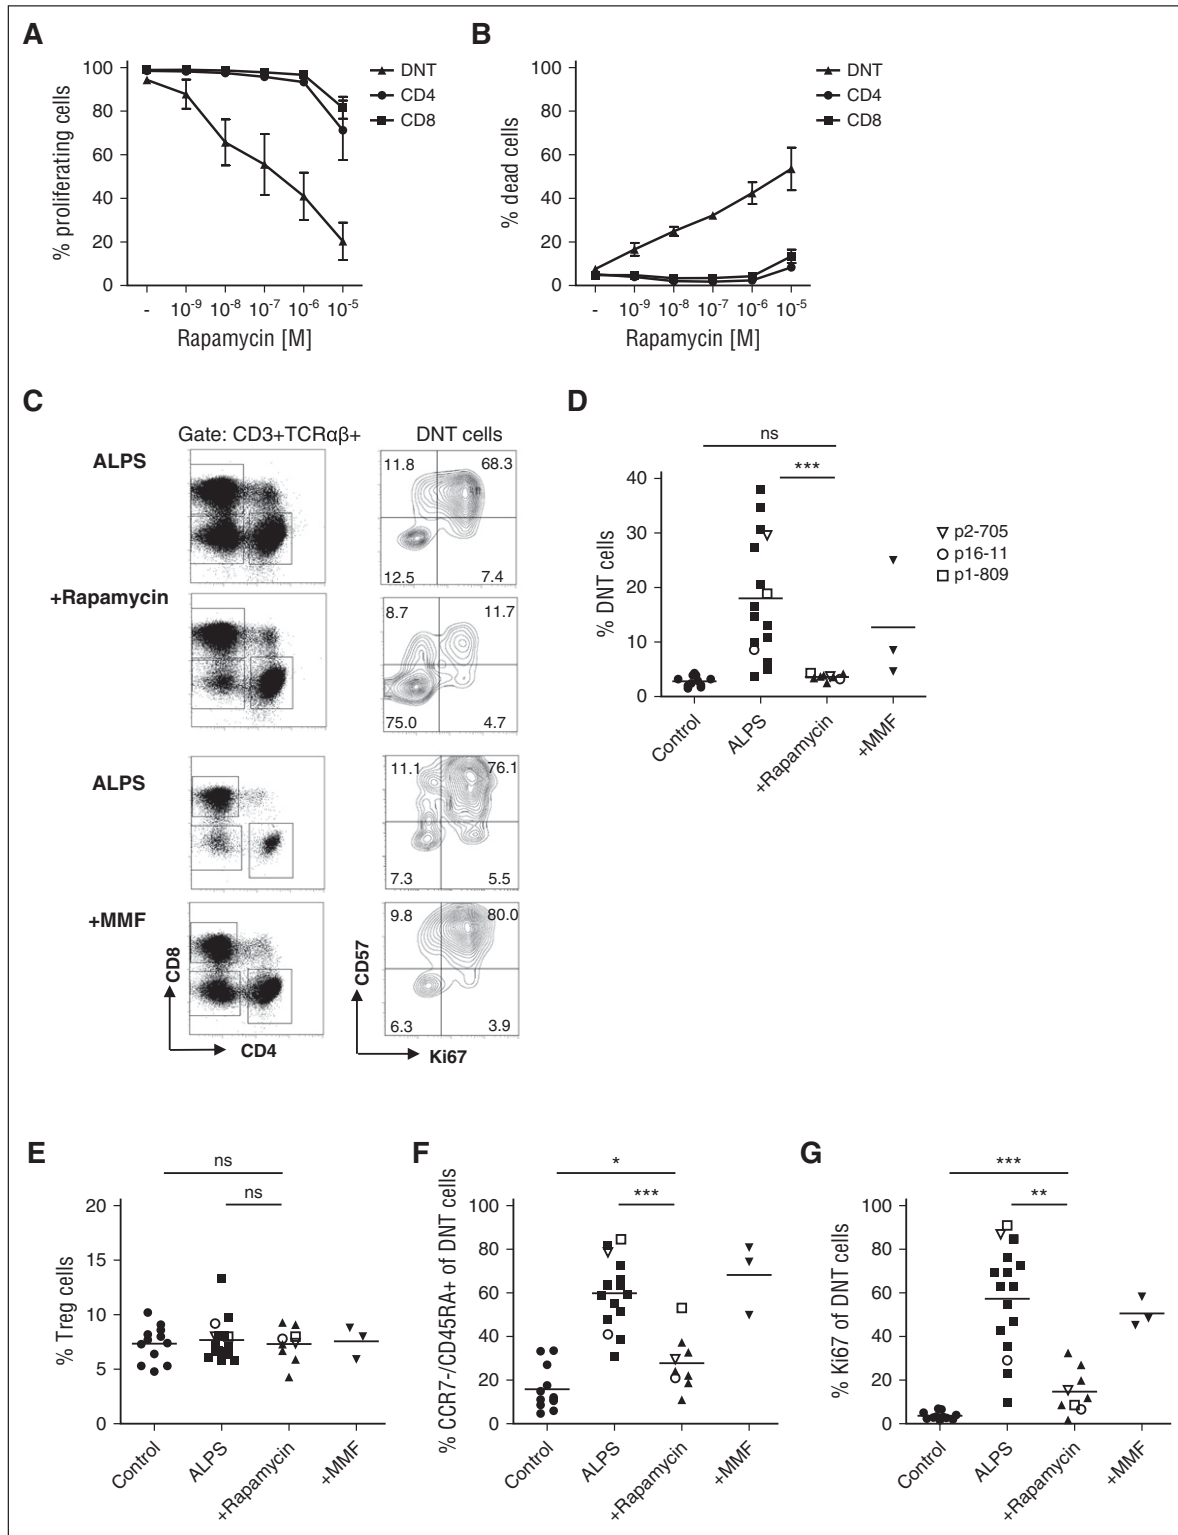 A
% proliferating cells
100
80
60
40
20
0
DNT
CD4
CD8
- 10-9 10-8 10-7 10-6 10-5
Rapamycin [M]
B
% dead cells
100
80
60
40
20
0
DNT
CD4
CD8
- 10-9 10-8 10-7 10-6 10-5
Rapamycin [M]
C
Gate: CD3+TCRαβ+ DNT cells
ALPS
11.8 68.3
12.5 7.4
+Rapamycin
8.7 11.7
75.0 4.7
ALPS
11.1 76.1
7.3 5.5
+MMF
9.8 80.0
6.3 3.9
CD8
CD4
CD57
Ki67
D
ns
***
% DNT cells
40
30
20
10
0
p2-705
p16-11
p1-809
Control ALPS +Rapamycin +MMF
E
ns
ns
% Treg cells
20
15
10
5
0
Control ALPS +Rapamycin +MMF
F
*
***
% CCR7-/CD45RA+ of DNT cells
100
80
60
40
20
0
Control ALPS +Rapamycin +MMF
G
***
**
% Ki67 of DNT cells
100
80
60
40
20
0
Control ALPS +Rapamycin +MMF